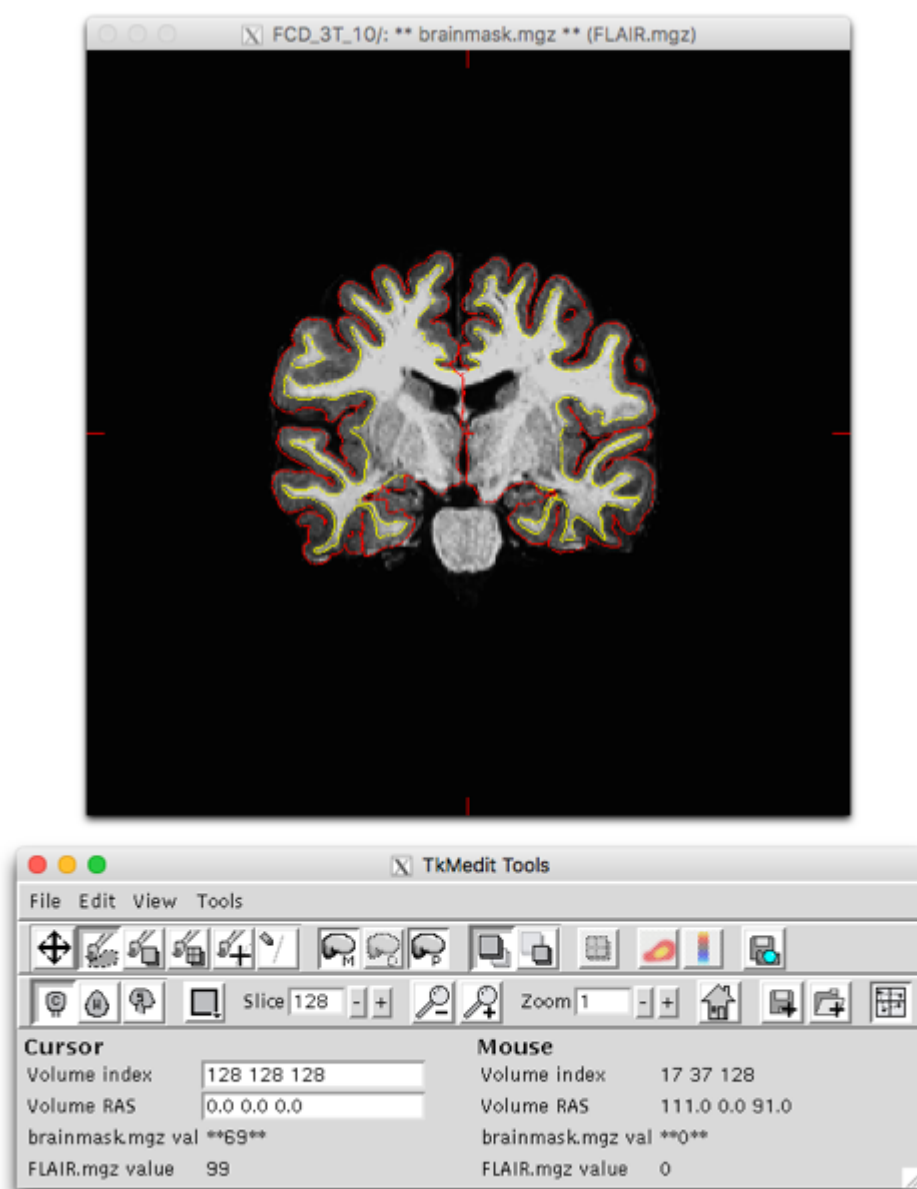 FCD_3T_10/: ** brainmask.mgz ** (FLAIR.mgz)
TkMedit Tools
File Edit View Tools
M C P
C H Slice 128 - + Zoom 1 - +
Cursor Mouse
Volume index 128 128 128 Volume index 17 37 128
Volume RAS 0.0 0.0 0.0 Volume RAS 111.0 0.0 91.0
brainmask.mgz val **69** brainmask.mgz val **0**
FLAIR.mgz value 99 FLAIR.mgz value 0